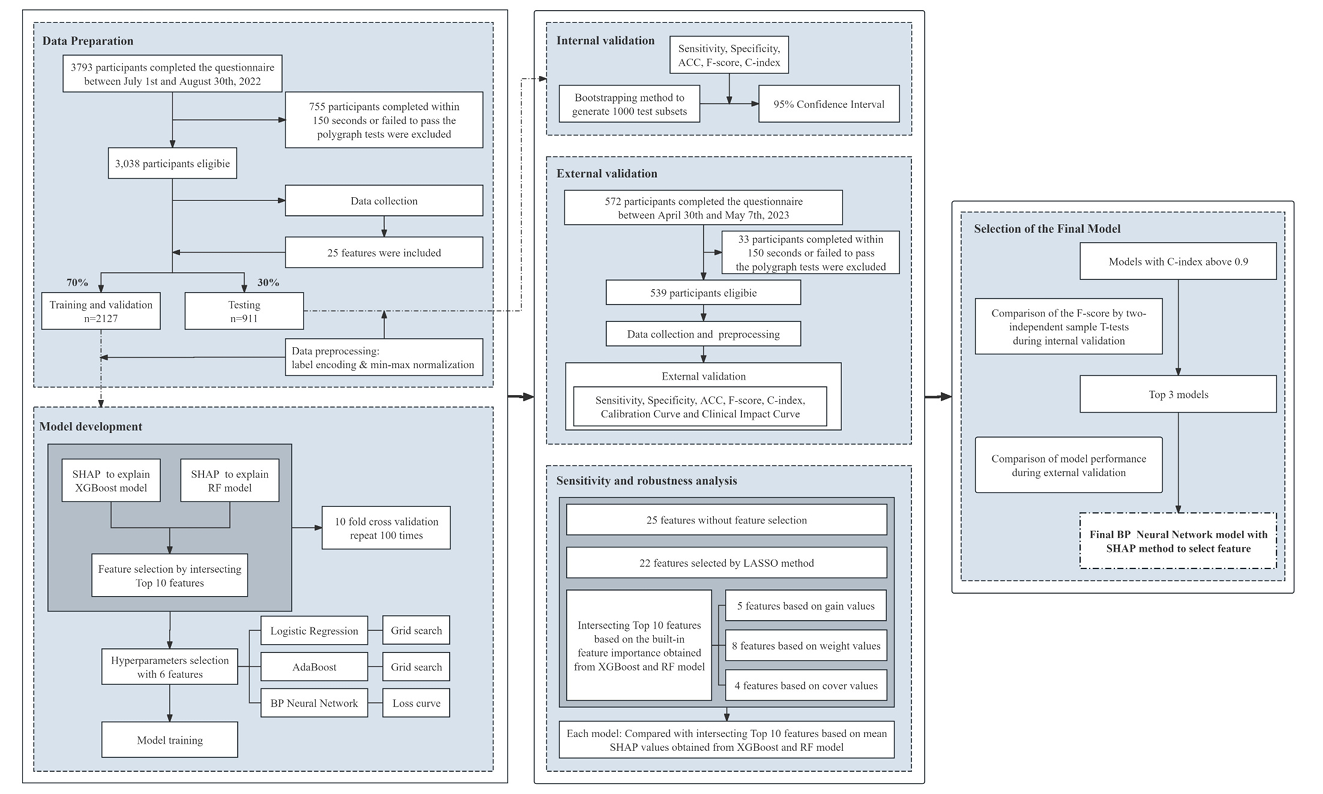 Data Preparation
3793 participants completed the questionnaire
between July 1st and August 30th, 2022
755 participants completed within
150 seconds or failed to pass the
polygraph tests were excluded
3,038 participants eligibie
Data collection
25 features were included
70%
30%
Training and validation
n=2127
Testing
n=911
Data preprocessing:
label encoding & min-max normalization
Model development
SHAP to explain
XGBoost model
SHAP to explain
RF model
10 fold cross validation
repeat 100 times
Feature selection by intersecting
Top 10 features
Logistic Regression
Grid search
Hyperparameters selection
with 6 features
AdaBoost
Grid search
BP Neural Network
Loss curve
Model training
Internal validation
Sensitivity, Specificity,
ACC, F-score, C-index
Bootstrapping method to
generate 1000 test subsets
95% Confidence Interval
External validation
572 participants completed the questionnaire
between April 30th and May 7th, 2023
33 participants completed within
150 seconds or failed to pass
the polygraph tests were excluded
539 participants eligibie
Data collection and preprocessing
External validation
Sensitivity, Specificity, ACC, F-score, C-index,
Calibration Curve and Clinical Impact Curve
Sensitivity and robustness analysis
25 features without feature selection
22 features selected by LASSO method
Intersecting Top 10 features
based on the built-in
feature importance obtained
from XGBoost and RF model
5 features based on gain values
8 features based on weight values
4 features based on cover values
Each model: Compared with intersecting Top 10 features based on mean
SHAP values obtained from XGBoost and RF model
Selection of the Final Model
Models with C-index above 0.9
Comparison of the F-score by two-
independent sample T-tests
during internal validation
Top 3 models
Comparison of model performance
during external validation
Final BP Neural Network model with
SHAP method to select feature